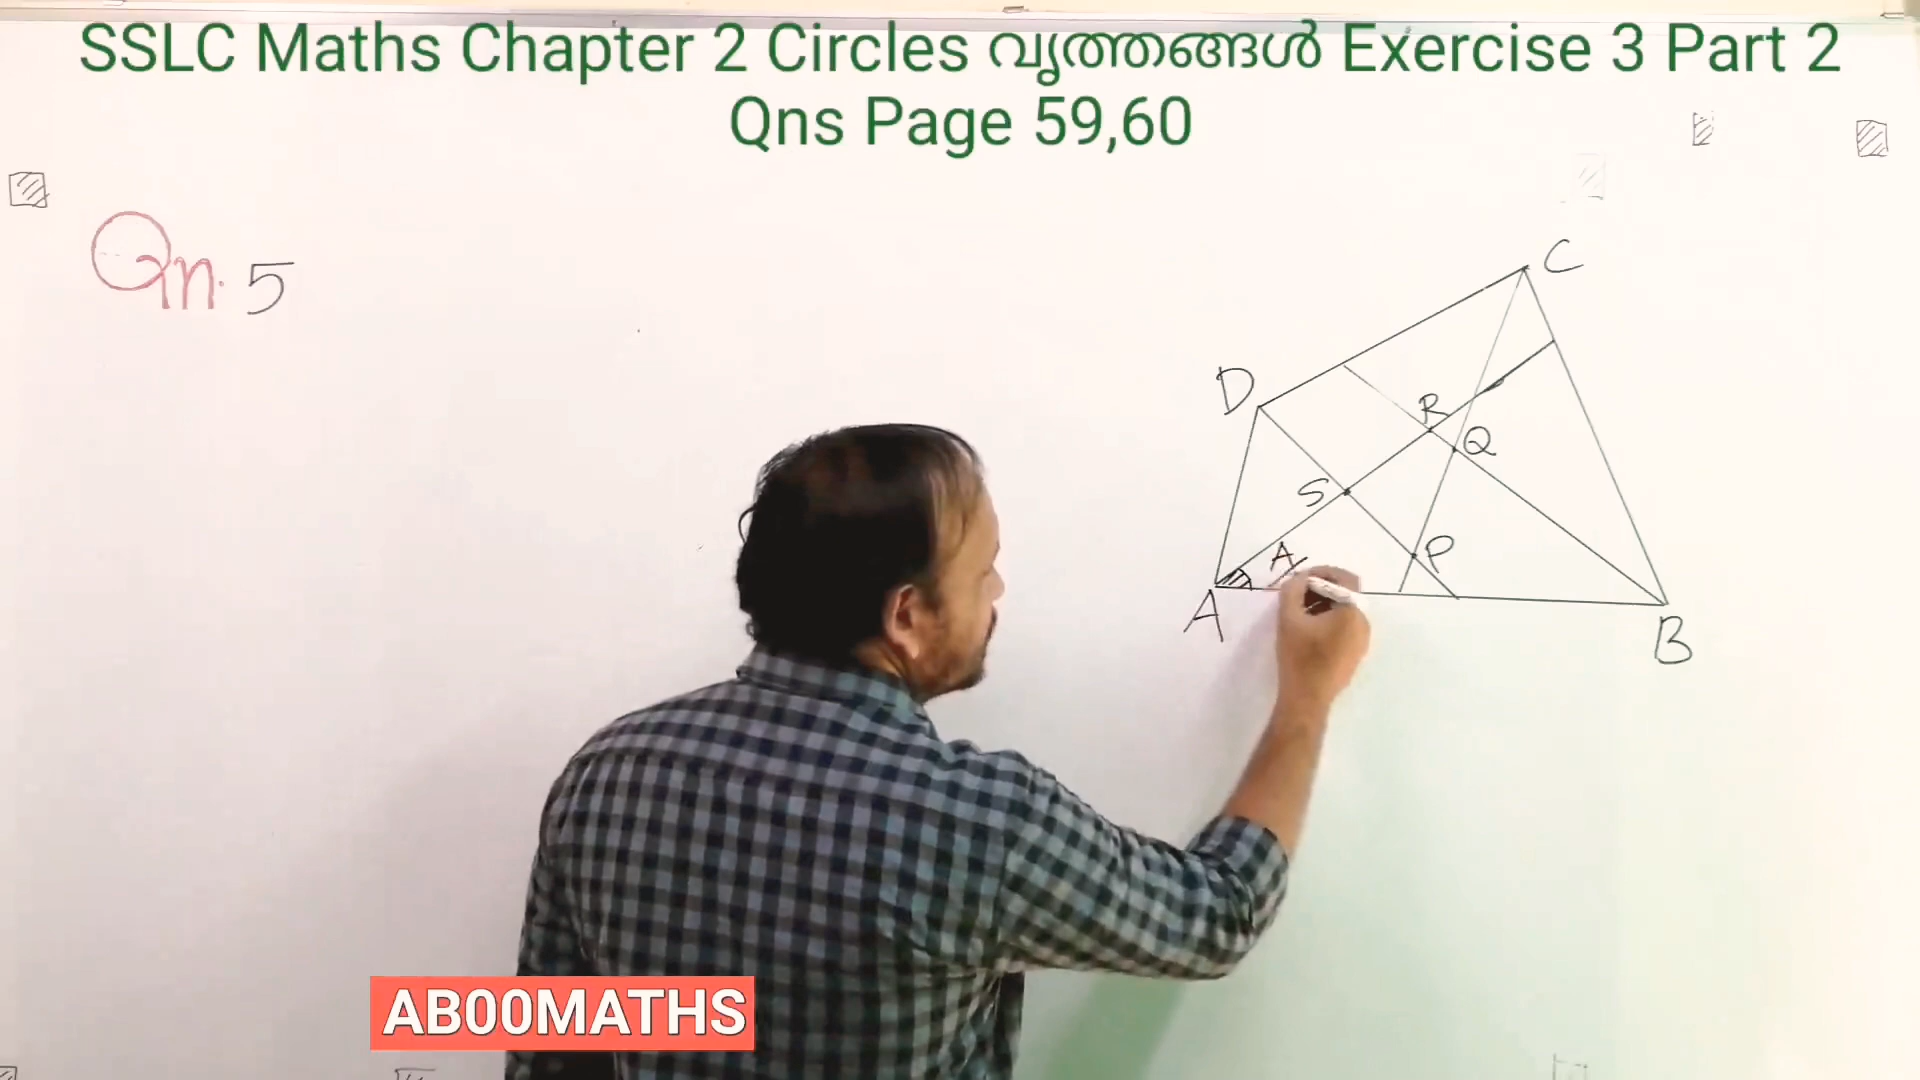 SSLC Maths Chapter 2 Circles വൃത്തങ്ങൾ Exercise 3 Part 2
Qns Page 59,60
Qn. 5
C
D
R
Q
S
P
A/
A
B
AB00MATHS